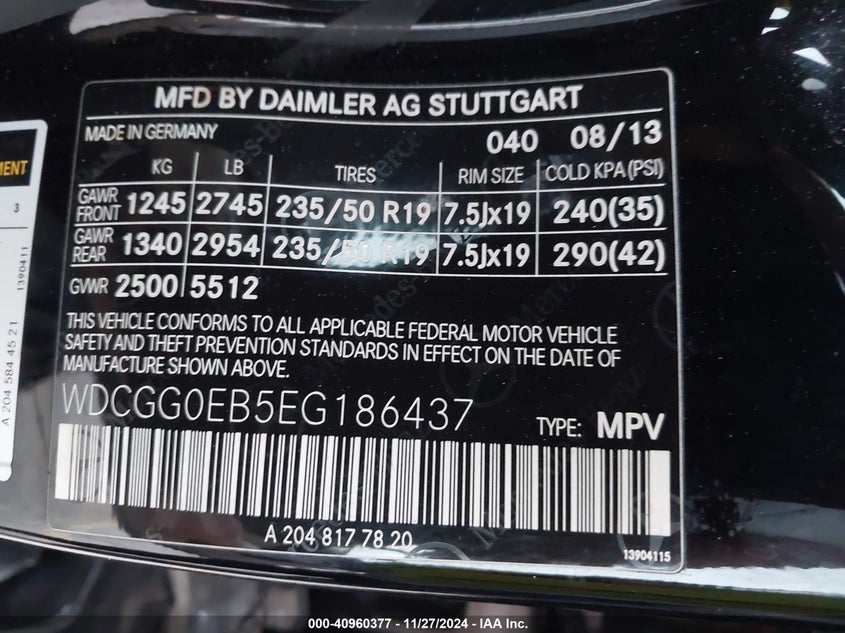 MFD BY DAIMLER AG STUTTGART
MADE IN GERMANY 040 08/13
KG LB TIRES RIM SIZE COLD KPA(PSI)
GAWR FRONT 1245 2745 235/50 R19 7.5Jx19 240(35)
GAWR REAR 1340 2954 235/50 R19 7.5Jx19 290(42)
GVWR 2500 5512
THIS VEHICLE CONFORMS TO ALL APPLICABLE FEDERAL MOTOR VEHICLE
SAFETY AND THEFT PREVENTION STANDARDS IN EFFECT ON THE DATE OF
MANUFACTURE SHOWN ABOVE.
WDCGG0EB5EG186437 TYPE: MPV
A 204 817 78 20
13904115
MENT
3
1390411
A 204 584 45 21
000-40960377 - 11/27/2024 - IAA Inc.